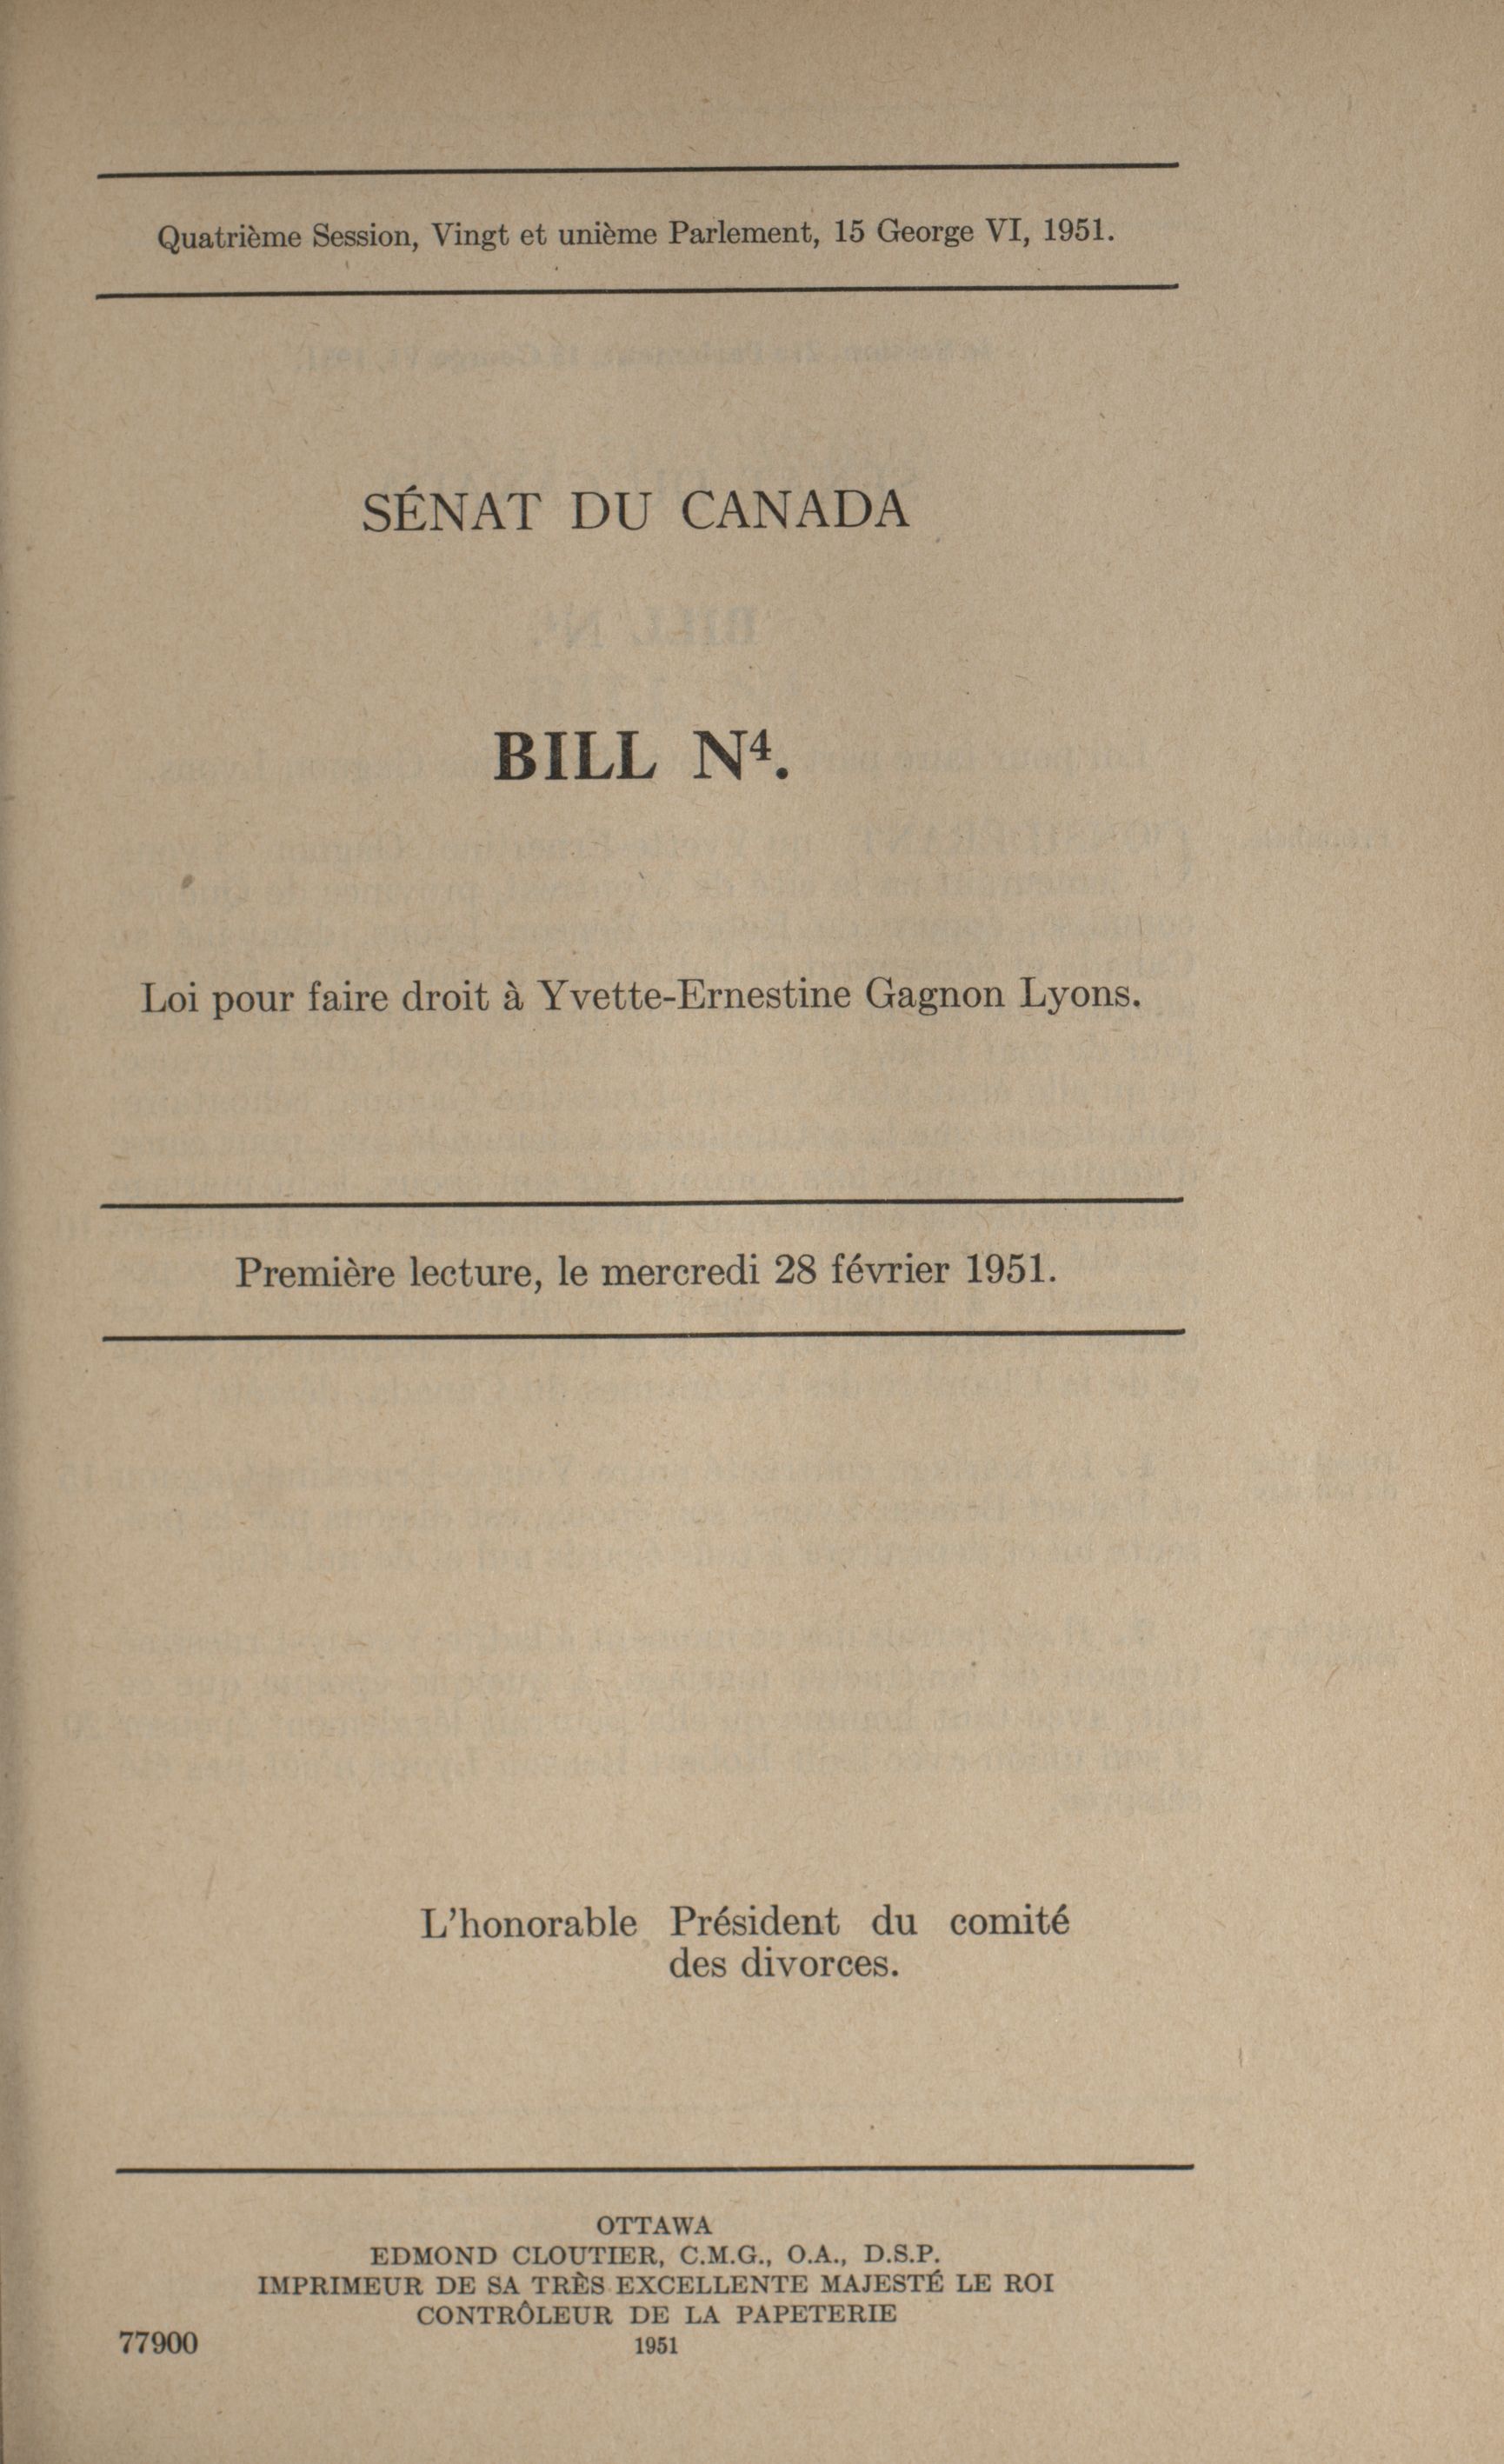 Quatrième Session, Vingt et unième Parlement, 15 George VI, 1951.
SÉNAT DU CANADA
BILL N⁴.
Loi pour faire droit à Yvette-Ernestine Gagnon Lyons.
Première lecture, le mercredi 28 février 1951.
L'honorable Président du comité
des divorces.
OTTAWA
EDMOND CLOUTIER, C.M.G., O.A., D.S.P.
IMPRIMEUR DE SA TRÈS EXCELLENTE MAJESTÉ LE ROI
CONTRÔLEUR DE LA PAPETERIE
77900 1951